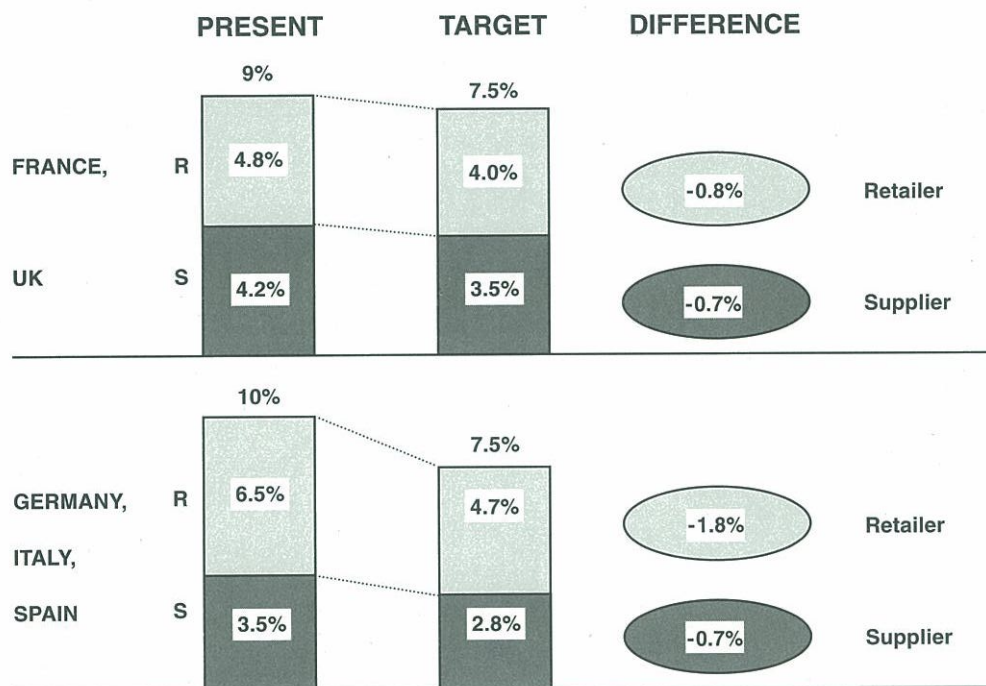 PRESENT TARGET DIFFERENCE
9% 7.5%
FRANCE, R 4.8% 4.0% -0.8% Retailer
UK S 4.2% 3.5% -0.7% Supplier
10% 7.5%
GERMANY, R 6.5% 4.7% -1.8% Retailer
ITALY,
SPAIN S 3.5% 2.8% -0.7% Supplier